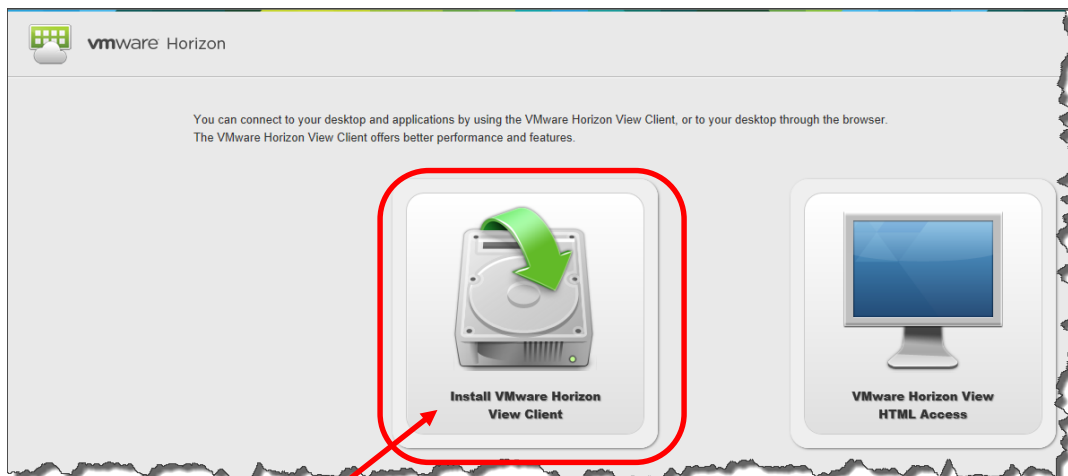 vmware Horizon
You can connect to your desktop and applications by using the VMware Horizon View Client, or to your desktop through the browser.
The VMware Horizon View Client offers better performance and features.
Install VMware Horizon
View Client
VMware Horizon View
HTML Access